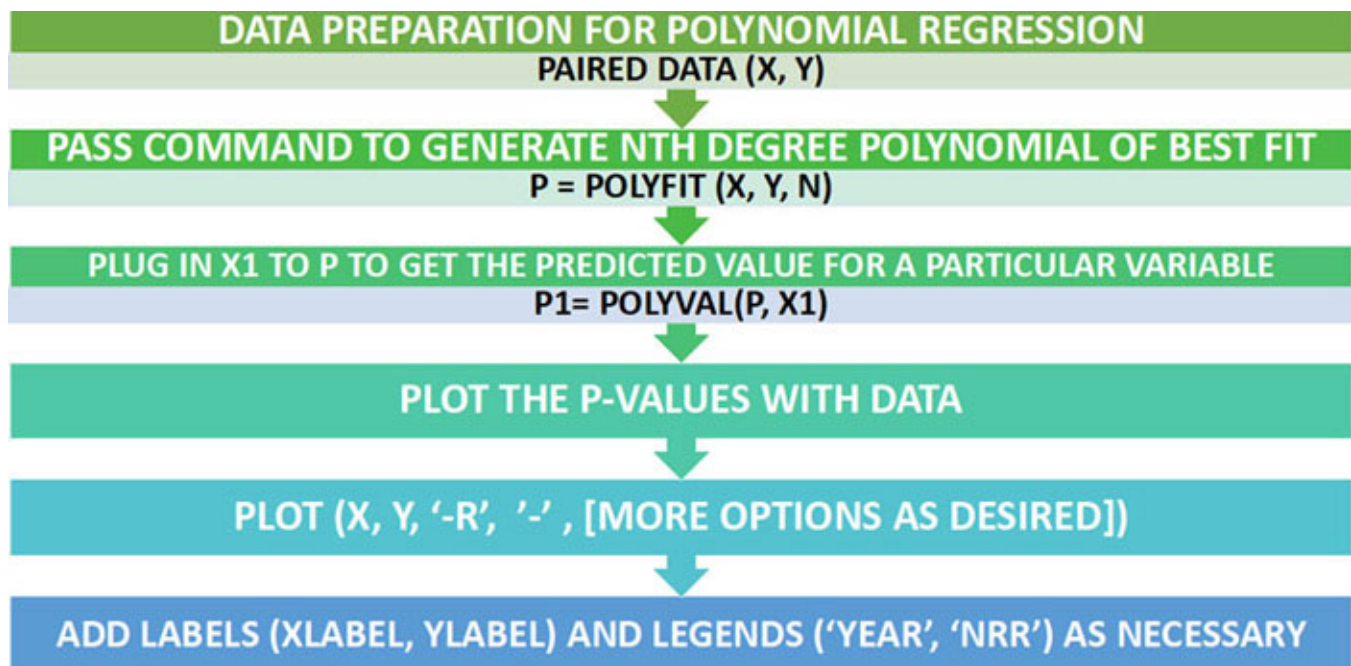 DATA PREPARATION FOR POLYNOMIAL REGRESSION
PAIRED DATA (X, Y)
PASS COMMAND TO GENERATE NTH DEGREE POLYNOMIAL OF BEST FIT
P = POLYFIT (X, Y, N)
PLUG IN X1 TO P TO GET THE PREDICTED VALUE FOR A PARTICULAR VARIABLE
P1= POLYVAL(P, X1)
PLOT THE P-VALUES WITH DATA
PLOT (X, Y, ‘-R’, ’-’ , [MORE OPTIONS AS DESIRED])
ADD LABELS (XLABEL, YLABEL) AND LEGENDS (‘YEAR’, ‘NRR’) AS NECESSARY